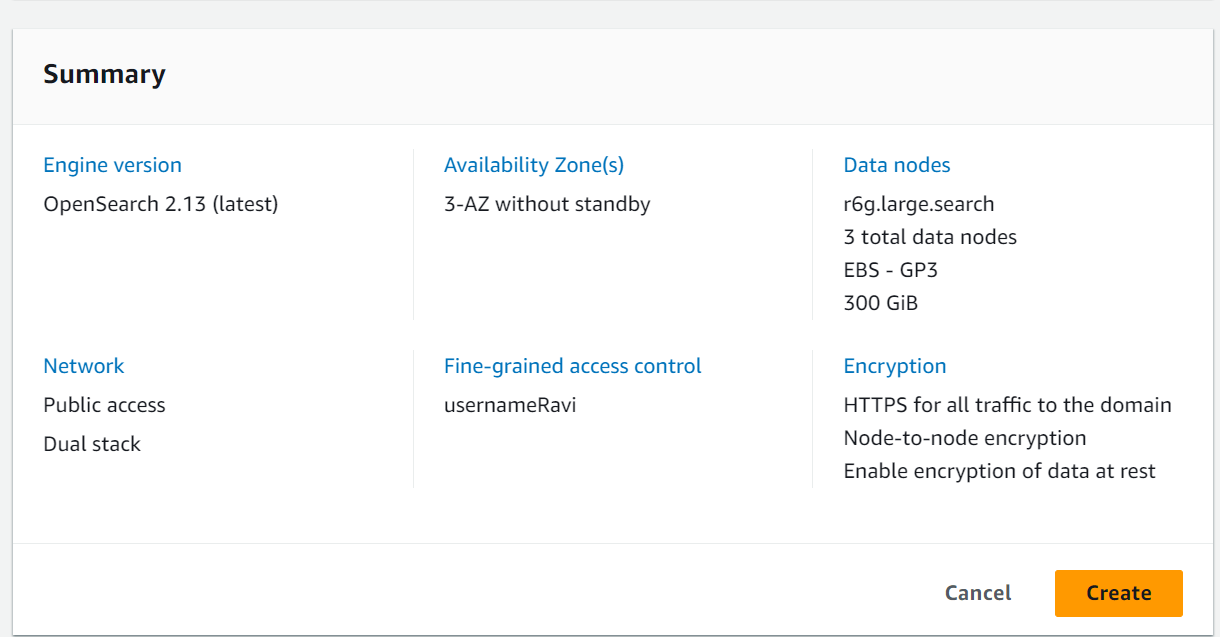 Summary
Engine version
OpenSearch 2.13 (latest)
Availability Zone(s)
3-AZ without standby
Data nodes
r6g.large.search
3 total data nodes
EBS - GP3
300 GiB
Network
Public access
Dual stack
Fine-grained access control
usernameRavi
Encryption
HTTPS for all traffic to the domain
Node-to-node encryption
Enable encryption of data at rest
Cancel
Create